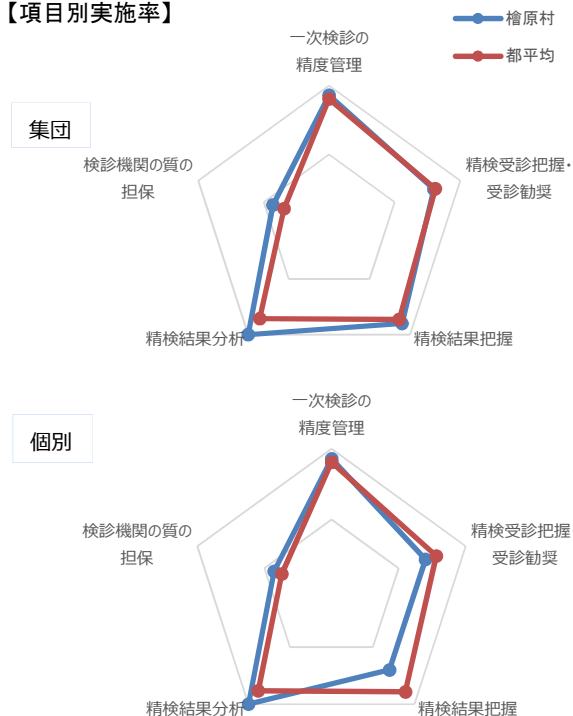 【項目別実施率】
檜原村
都平均
集団
一次検診の
精度管理
精検受診把握・
受診勧奨
精検結果把握
精検結果分析
検診機関の質の
担保
個別
一次検診の
精度管理
精検受診把握
受診勧奨
精検結果把握
精検結果分析
検診機関の質の
担保